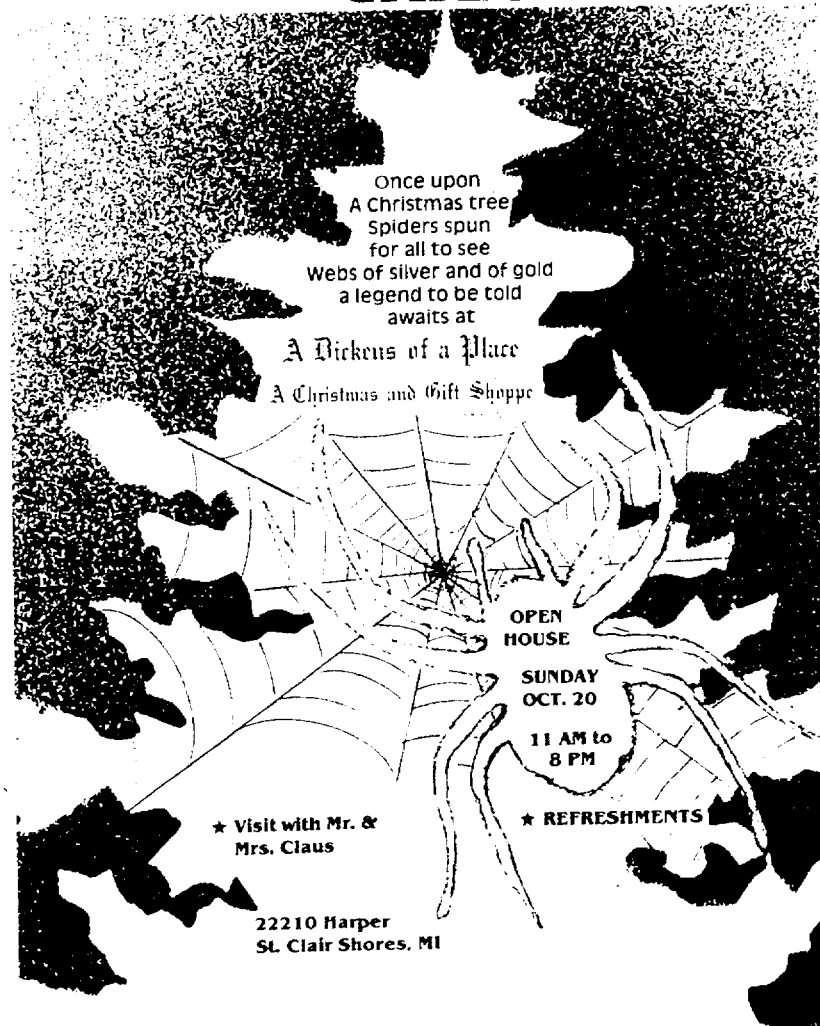 Once upon
A Christmas tree
Spiders spun
for all to see
Webs of silver and of gold
a legend to be told
awaits at
A Dickens of a Place
A Christmas and Gift Shoppe
OPEN
HOUSE
SUNDAY
OCT. 20
11 AM to
8 PM
★ Visit with Mr. &
Mrs. Claus
★ REFRESHMENTS
22210 Harper
St. Clair Shores, MI